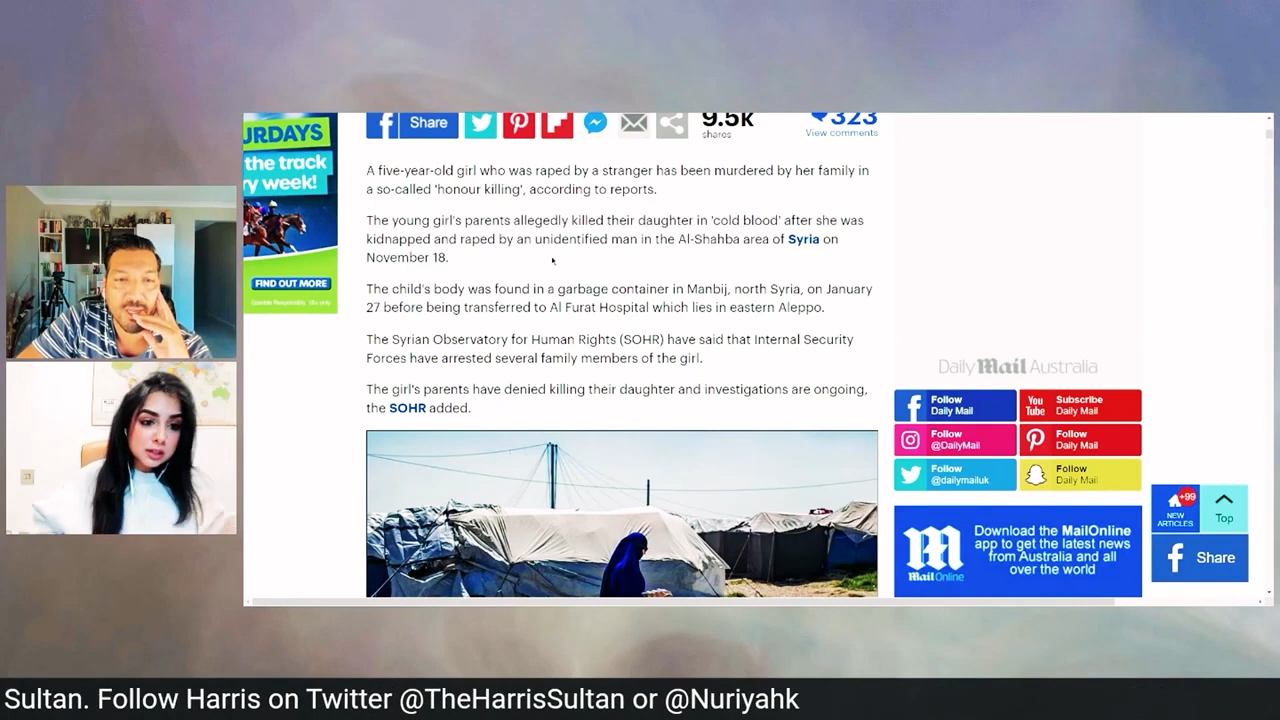 URDAYS
the track
ry week!
FIND OUT MORE
Gamble Responsibly 18+ only
Share
9.5k
shares
323
View comments
A five-year-old girl who was raped by a stranger has been murdered by her family in
a so-called 'honour killing', according to reports.
The young girl's parents allegedly killed their daughter in 'cold blood' after she was
kidnapped and raped by an unidentified man in the Al-Shahba area of Syria on
November 18.
The child's body was found in a garbage container in Manbij, north Syria, on January
27 before being transferred to Al Furat Hospital which lies in eastern Aleppo.
The Syrian Observatory for Human Rights (SOHR) have said that Internal Security
Forces have arrested several family members of the girl.
The girl's parents have denied killing their daughter and investigations are ongoing,
the SOHR added.
Daily Mail Australia
Follow
Daily Mail
You
Tube
Subscribe
Daily Mail
Follow
@DailyMail
Follow
Daily Mail
Follow
@dailymailuk
Follow
Daily Mail
Download the MailOnline
app to get the latest news
from Australia and all
over the world
Mail Online
+99
NEW
ARTICLES
Top
Share
Sultan. Follow Harris on Twitter @TheHarrisSultan or @Nuriyahk